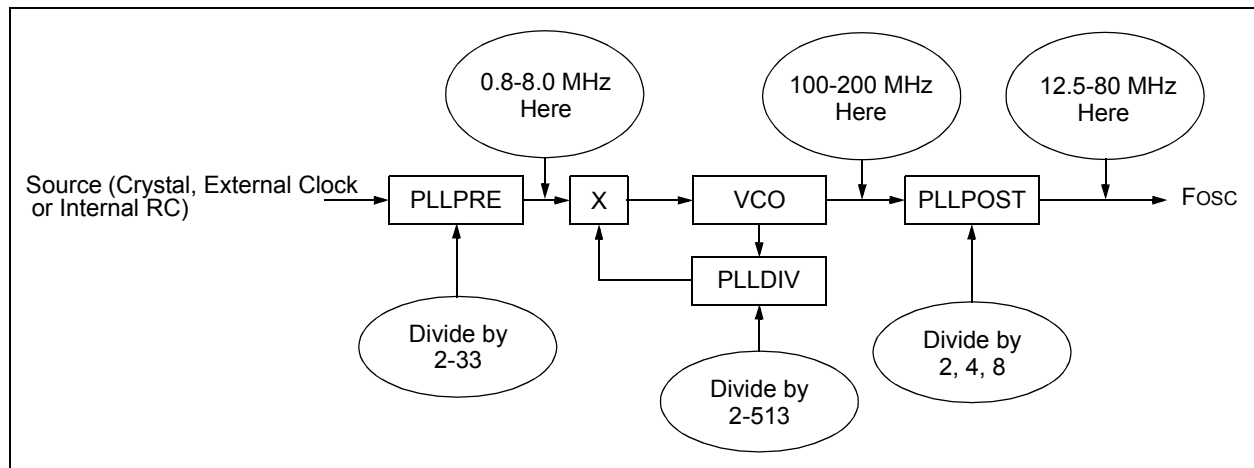 0.8-8.0 MHz
Here
100-200 MHz
Here
12.5-80 MHz
Here
Source (Crystal, External Clock
or Internal RC)
PLLPRE
X
VCO
PLLPOST
FOSC
PLLDIV
Divide by
2-33
Divide by
2-513
Divide by
2, 4, 8